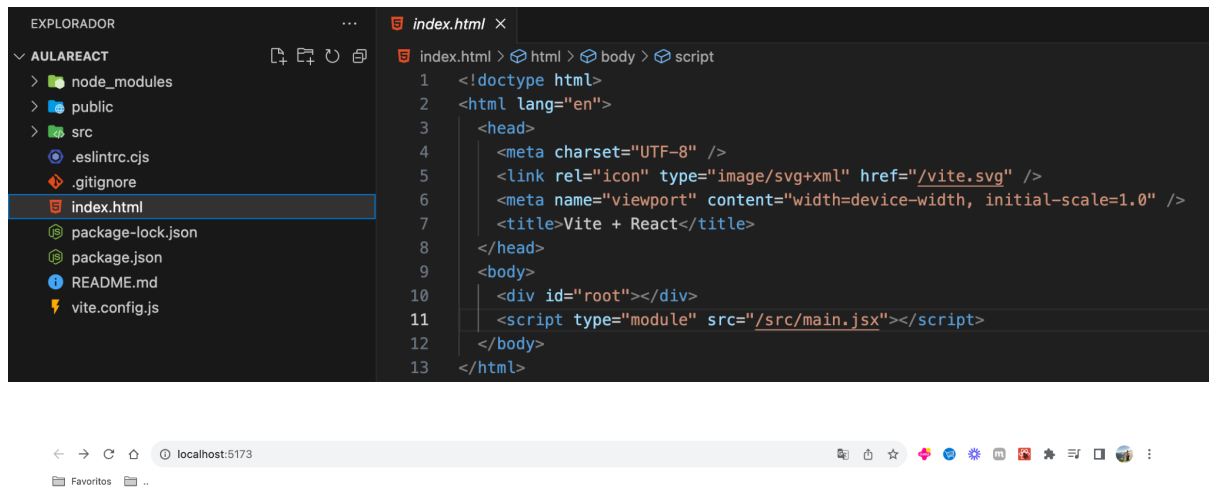 EXPLORADOR
AULAREACT
node_modules
public
src
.eslintrc.cjs
.gitignore
index.html
package-lock.json
package.json
README.md
vite.config.js
index.html
index.html > html > body > script
1 <!doctype html>
2 <html lang="en">
3 <head>
4 <meta charset="UTF-8" />
5 <link rel="icon" type="image/svg+xml" href="/vite.svg" />
6 <meta name="viewport" content="width=device-width, initial-scale=1.0" />
7 <title>Vite + React</title>
8 </head>
9 <body>
10 <div id="root"></div>
11 <script type="module" src="/src/main.jsx"></script>
12 </body>
13 </html>
localhost:5173
Favoritos ..